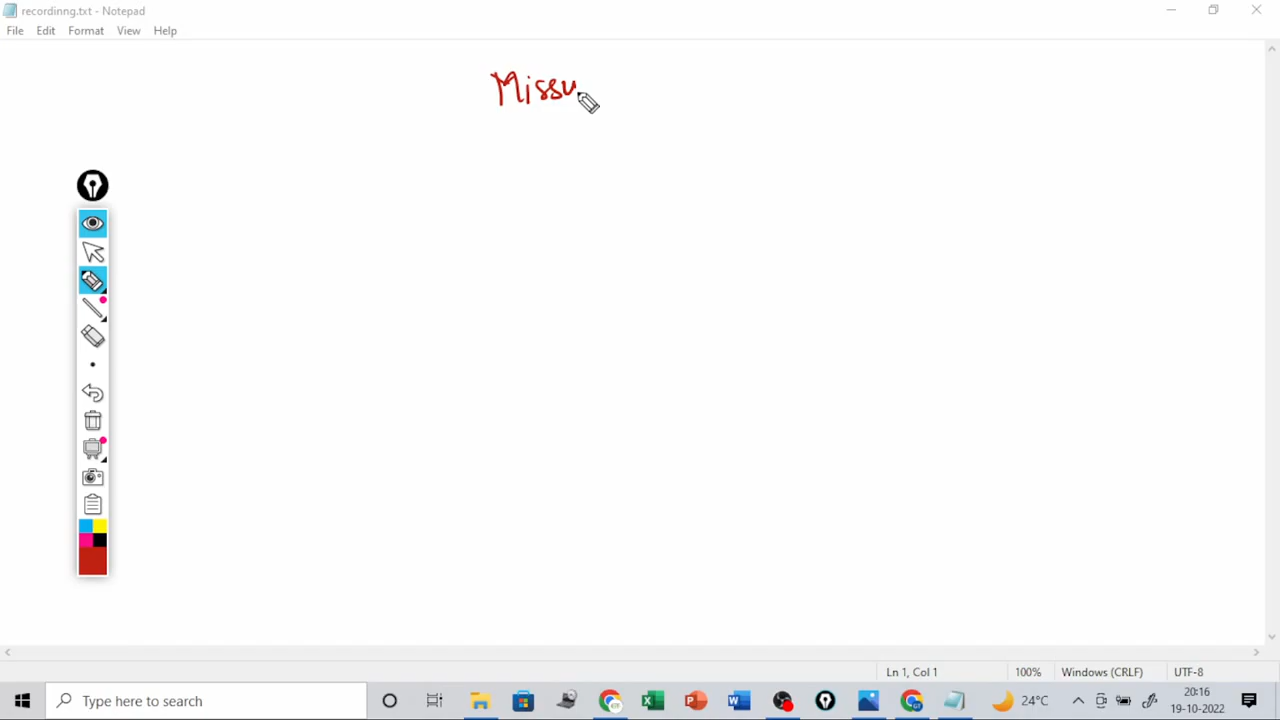 recordinng.txt - Notepad
File Edit Format View Help
Missu
Ln 1, Col 1 100% Windows (CRLF) UTF-8
Type here to search
24°C
20:16
19-10-2022